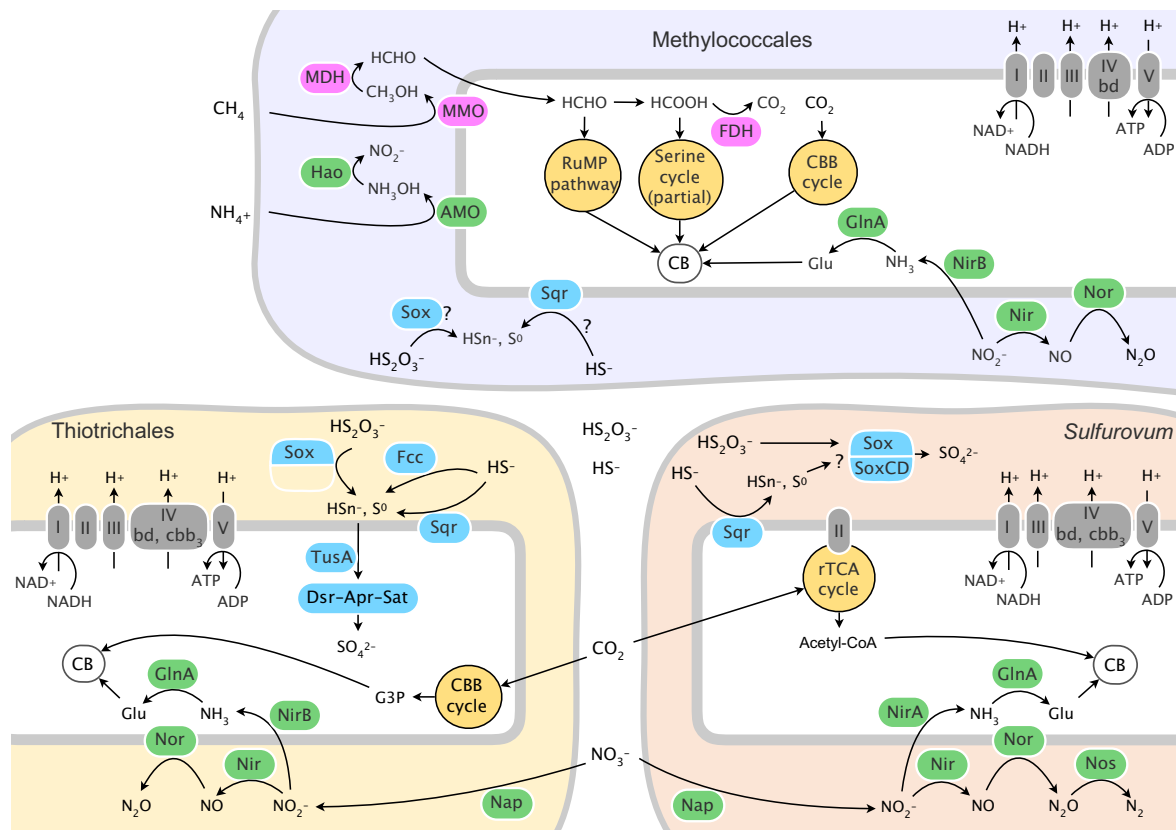 Methylococcales
H+ H+ H+ H+
I II III IV bd V
NAD+ NADH ATP ADP
CH4
MDH HCHO
CH3OH
MMO
HCHO HCOOH CO2 CO2
FDH
RuMP pathway
Serine cycle (partial)
CBB cycle
NH4+
Hao NO2-
NH3OH
AMO
CB
Glu
GlnA
NH3
NirB
Sox ?
HS2O3-
HSn-, S0
Sqr
?
HS-
NO2-
Nir
NO
Nor
N2O
Thiotrichales
HS2O3-
Sox
Fcc
HS-
HSn-, S0
Sqr
H+ H+ H+ H+
I II III IV bd, cbb3 V
NAD+ NADH ATP ADP
TusA
Dsr-Apr-Sat
SO42-
CB
GlnA
Glu
NH3
NirB
G3P
CBB cycle
Nor
Nir
N2O
NO
NO2-
Nap
HS2O3-
HS-
CO2
NO3-
Sulfurovum
HS2O3-
Sox
SoxCD
SO42-
HS-
HSn-, S0
?
Sqr
II
rTCA cycle
Acetyl-CoA
H+ H+ H+ H+
I III IV bd, cbb3 V
NAD+ NADH ATP ADP
CB
GlnA
NirA
NH3
Glu
Nor
Nir
Nos
Nap
NO2-
NO
N2O
N2